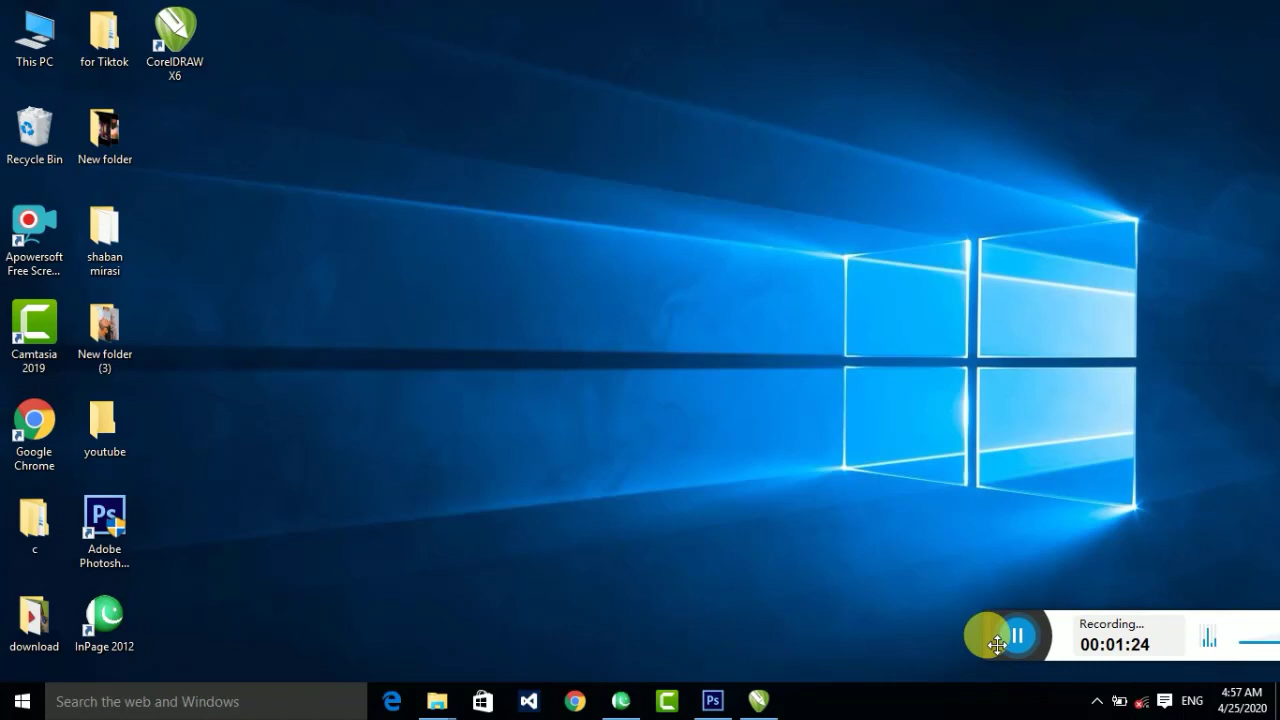 This PC
for Tiktok
CorelDRAW
X6
Recycle Bin
New folder
Apowersoft
Free Scre...
shaban
mirasi
Camtasia
2019
New folder
(3)
Google
Chrome
youtube
c
Ps
Adobe
Photosh...
download
InPage 2012
Recording...
00:01:24
Search the web and Windows
Ps
ENG
4:57 AM
4/25/2020